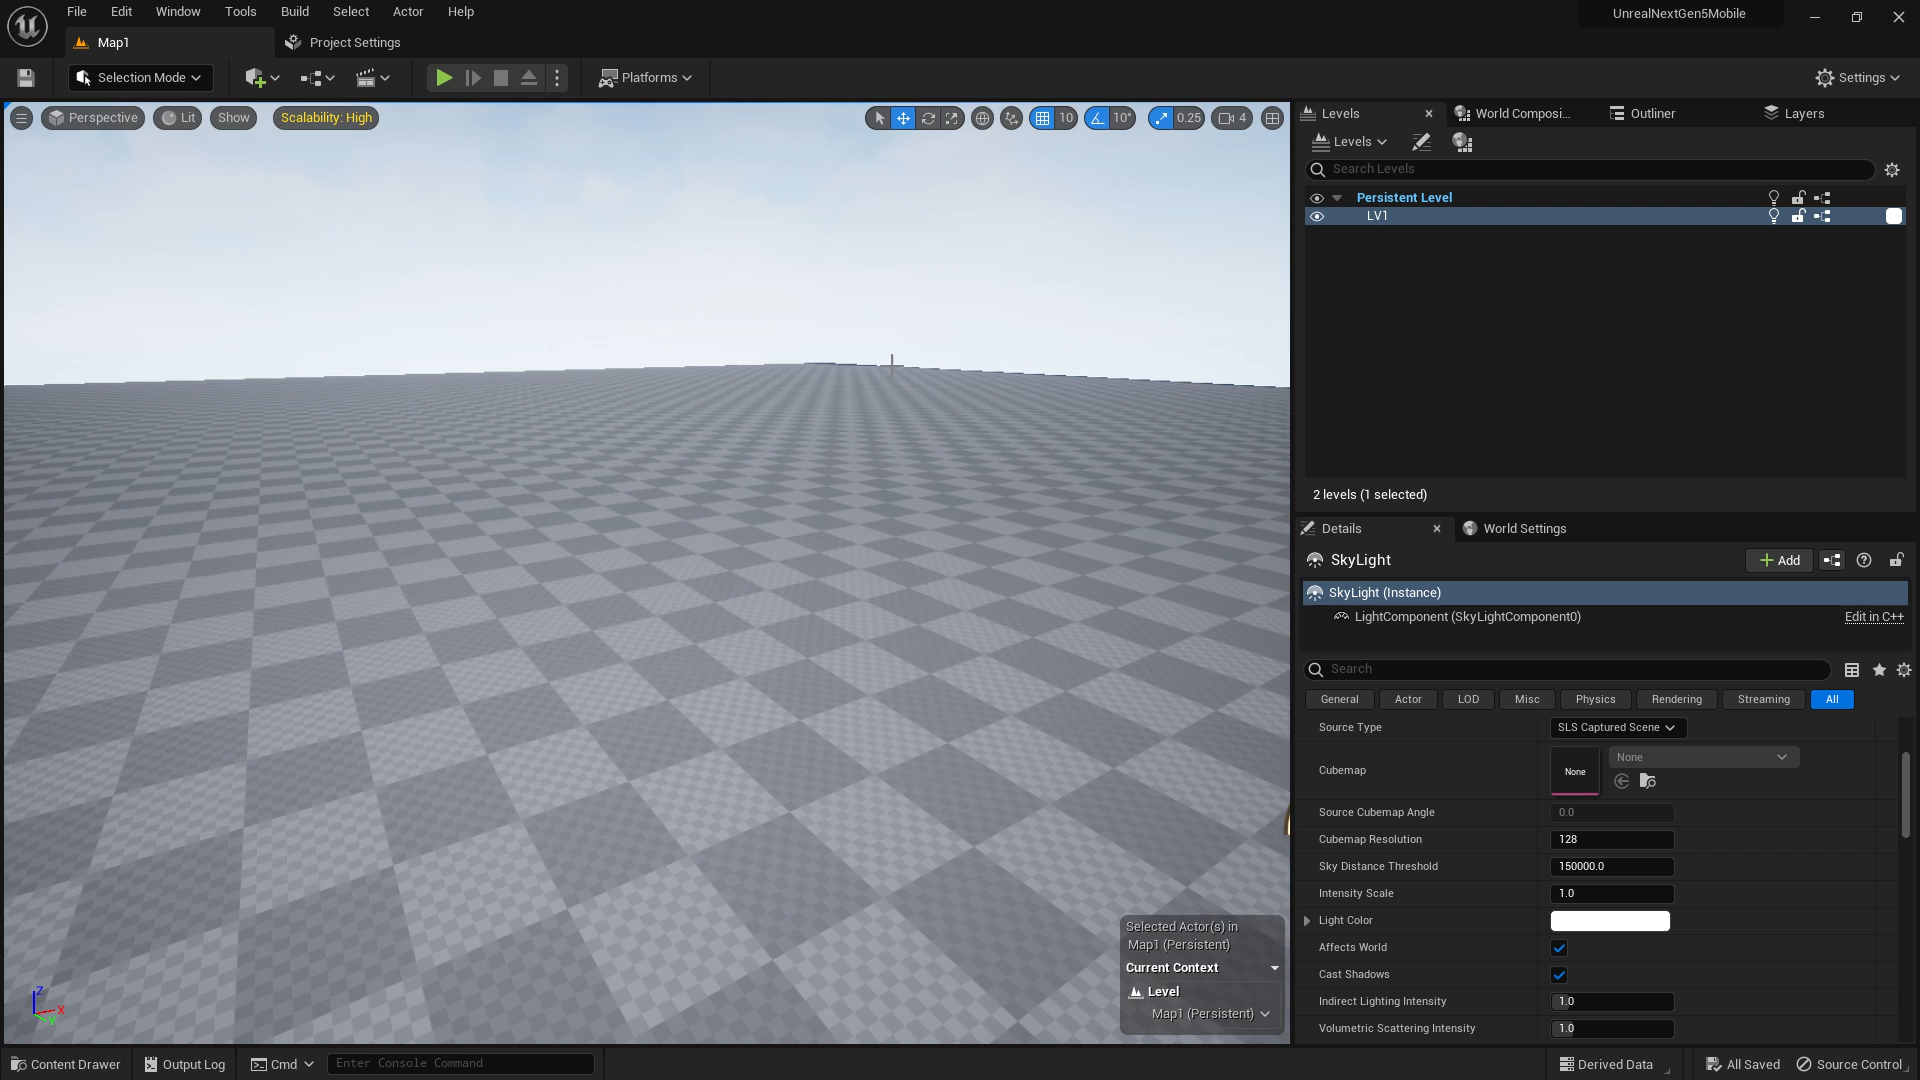 File Edit Window Tools Build Select Actor Help
UnrealNextGen5Mobile
Map1
Project Settings
Selection Mode
Platforms
Settings
Perspective
Lit
Show
Scalability: High
10
10°
0.25
4
Selected Actor(s) in
Map1 (Persistent)
Current Context
Level
Map1 (Persistent)
Z
X
Y
Levels
World Composi...
Outliner
Layers
Levels
Search Levels
Persistent Level
LV1
2 levels (1 selected)
Details
World Settings
SkyLight
Add
SkyLight (Instance)
LightComponent (SkyLightComponent0)
Edit in C++
Search
General Actor LOD Misc Physics Rendering Streaming All
Source Type
SLS Captured Scene
Cubemap
None
None
Source Cubemap Angle
0.0
Cubemap Resolution
128
Sky Distance Threshold
150000.0
Intensity Scale
1.0
Light Color
Affects World
Cast Shadows
Indirect Lighting Intensity
1.0
Volumetric Scattering Intensity
1.0
Content Drawer
Output Log
Cmd
Enter Console Command
Derived Data
All Saved
Source Control